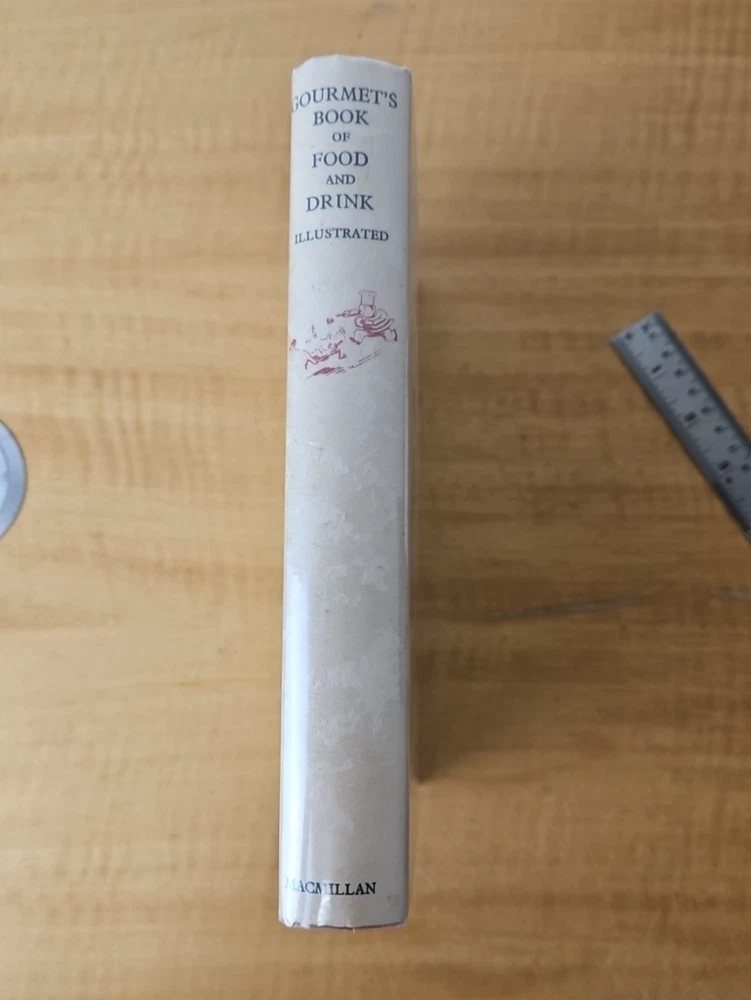 GOURMET'S
BOOK
OF
FOOD
AND
DRINK
ILLUSTRATED
MACMILLAN